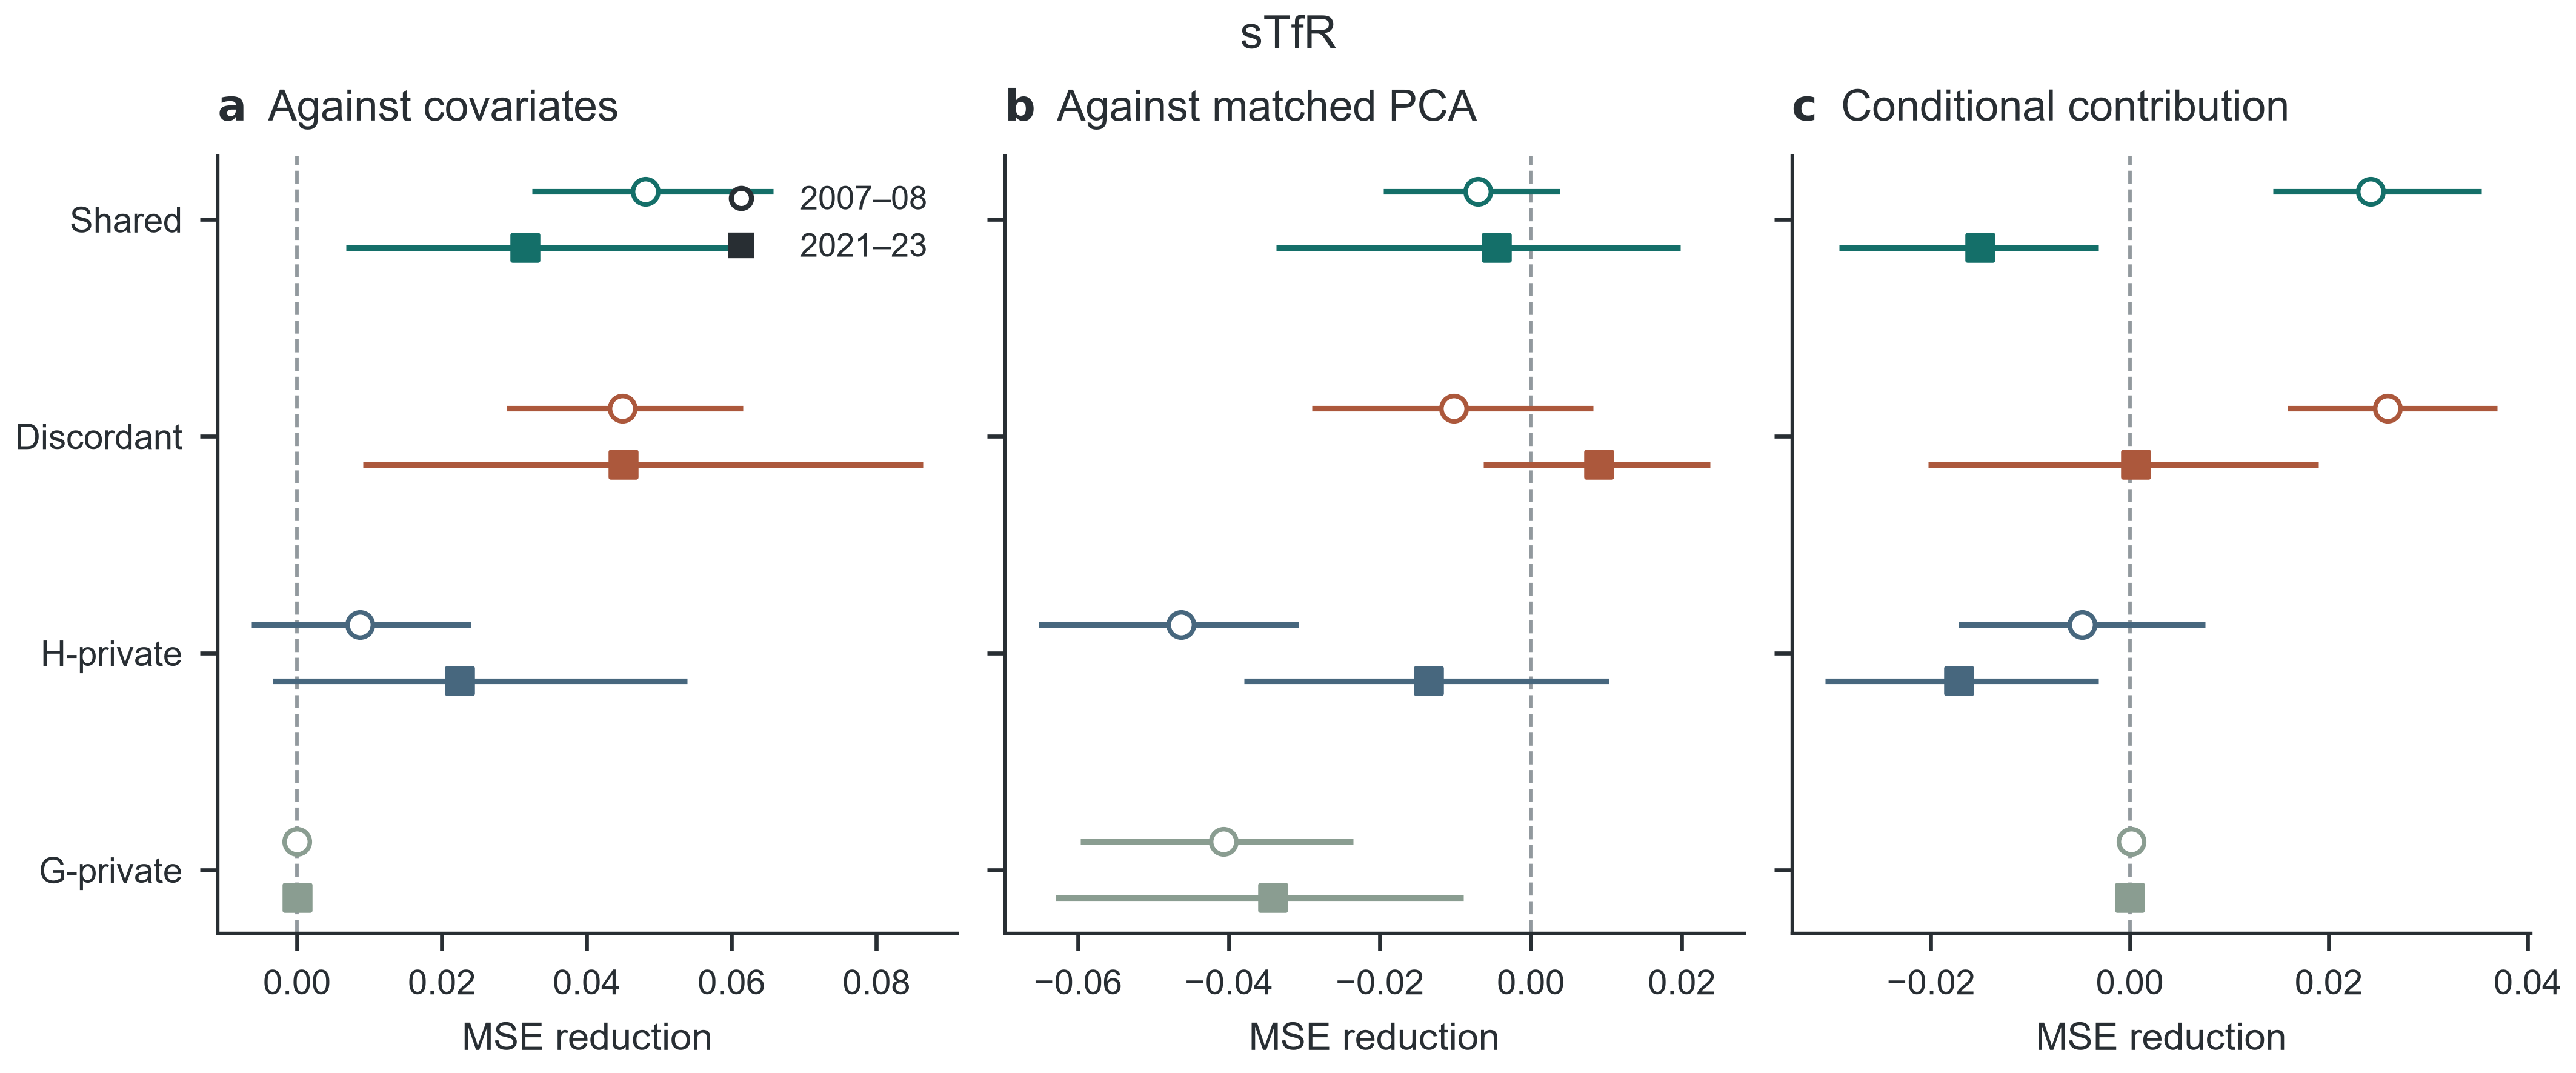 sTfR
a Against covariates
b Against matched PCA
c Conditional contribution
2007–08
2021–23
Shared
Discordant
H-private
G-private
0.00 0.02 0.04 0.06 0.08
−0.06 −0.04 −0.02 0.00 0.02
−0.02 0.00 0.02 0.04
MSE reduction
MSE reduction
MSE reduction